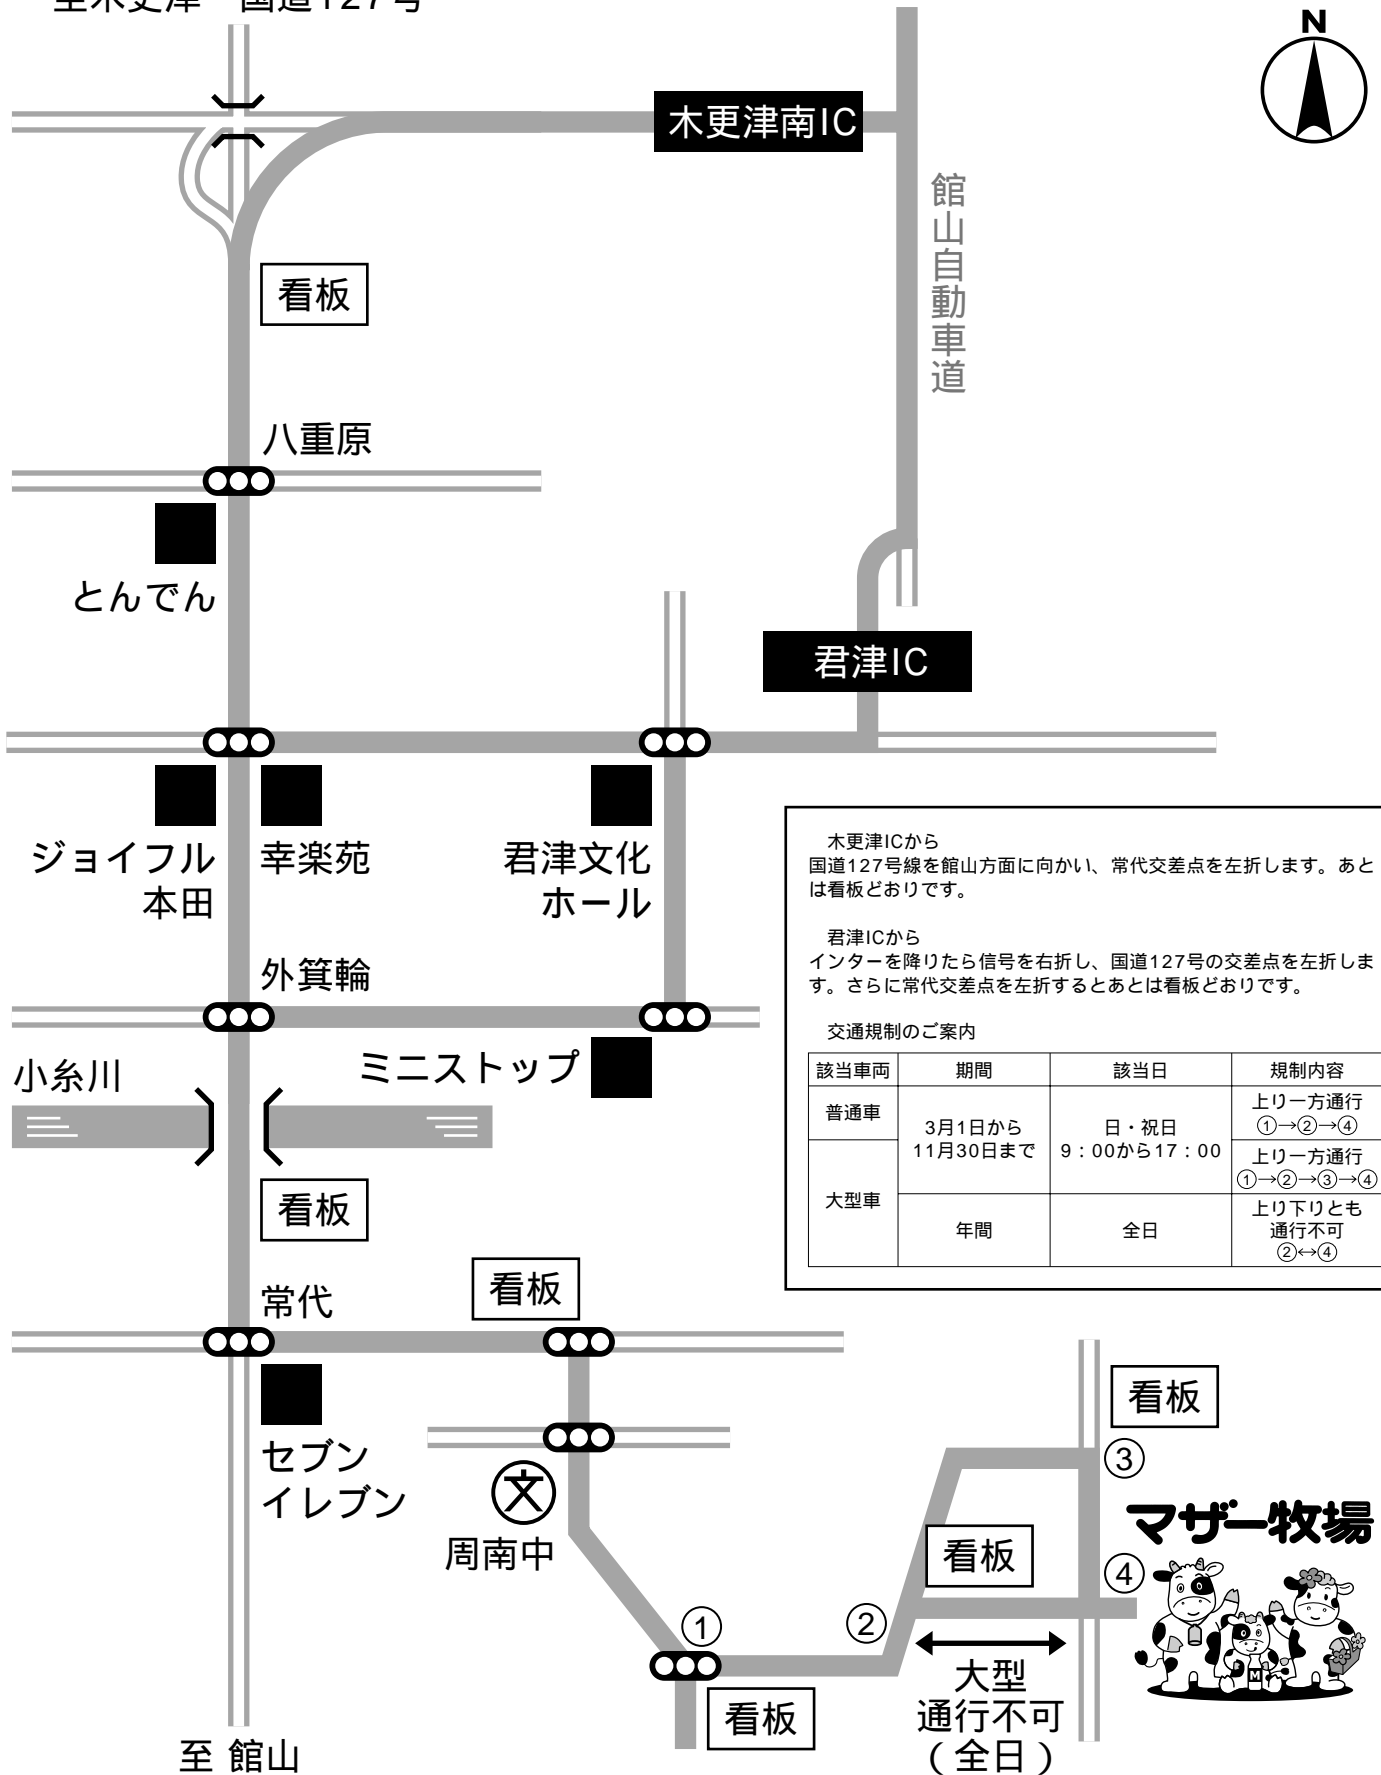 至木更津 国道127号
N
木更津南IC
館山自動車道
看板
八重原
とんでん
君津IC
ジョイフル
本田
幸楽苑
君津文化
ホール
外箕輪
ミニストップ
小糸川
看板
木更津ICから
国道127号線を館山方面に向かい、常代交差点を左折します。あと
は看板どおりです。
君津ICから
インターを降りたら信号を右折し、国道127号の交差点を左折しま
す。さらに常代交差点を左折するとあとは看板どおりです。
交通規制のご案内
該当車両 期間 該当日 規制内容
普通車
3月1日から
11月30日まで
日・祝日
9：00から17：00
上り一方通行
①→②→④
大型車
上り一方通行
①→②→③→④
年間
全日
上り下りとも
通行不可
②↔④
常代
看板
セブン
イレブン
文
周南中
看板
③
マザー牧場
看板
④
①
②
看板
大型
通行不可
（全日）
M
至 館山